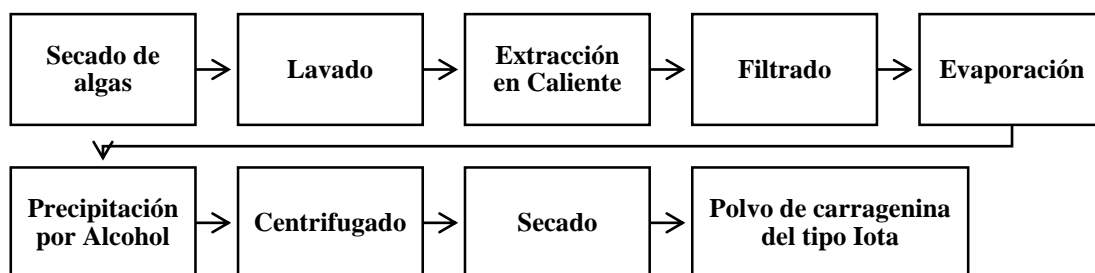 Secado de
algas
Lavado
Extracción
en Caliente
Filtrado
Evaporación
Precipitación
por Alcohol
Centrifugado
Secado
Polvo de carragenina
del tipo Iota